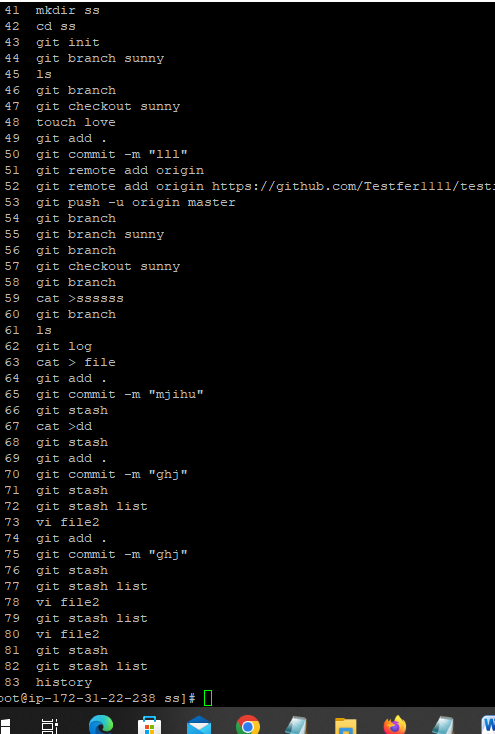 41 mkdir ss
42 cd ss
43 git init
44 git branch sunny
45 ls
46 git branch
47 git checkout sunny
48 touch love
49 git add .
50 git commit -m "lll"
51 git remote add origin
52 git remote add origin https://github.com/Testfer1111/testi
53 git push -u origin master
54 git branch
55 git branch sunny
56 git branch
57 git checkout sunny
58 git branch
59 cat >ssssss
60 git branch
61 ls
62 git log
63 cat > file
64 git add .
65 git commit -m "mjihu"
66 git stash
67 cat >dd
68 git stash
69 git add .
70 git commit -m "ghj"
71 git stash
72 git stash list
73 vi file2
74 git add .
75 git commit -m "ghj"
76 git stash
77 git stash list
78 vi file2
79 git stash list
80 vi file2
81 git stash
82 git stash list
83 history
oot@ip-172-31-22-238 ss]#